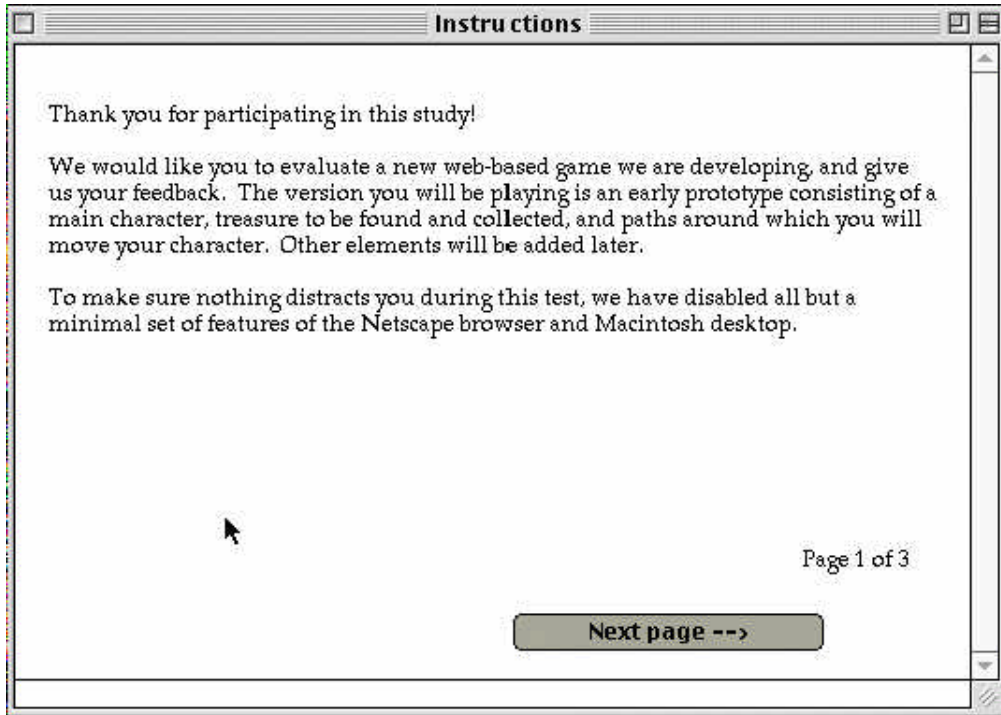 Instructions
Thank you for participating in this study!
We would like you to evaluate a new web-based game we are developing, and give
us your feedback. The version you will be playing is an early prototype consisting of a
main character, treasure to be found and collected, and paths around which you will
move your character. Other elements will be added later.
To make sure nothing distracts you during this test, we have disabled all but a
minimal set of features of the Netscape browser and Macintosh desktop.
Page 1 of 3
Next page -->